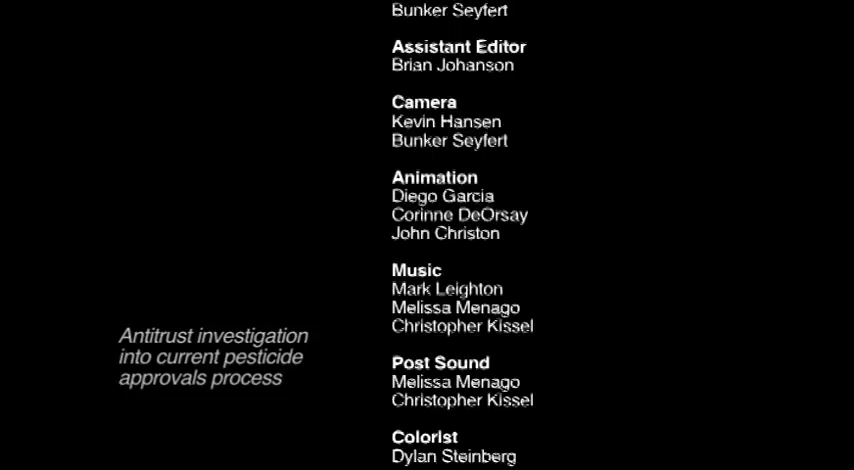 Bunker Seyfert
Assistant Editor
Brian Johanson
Camera
Kevin Hansen
Bunker Seyfert
Animation
Diego Garcia
Corinne DeOrsay
John Christon
Music
Mark Leighton
Melissa Menago
Christopher Kissel
Post Sound
Melissa Menago
Christopher Kissel
Colorist
Dylan Steinberg
Antitrust investigation
into current pesticide
approvals process